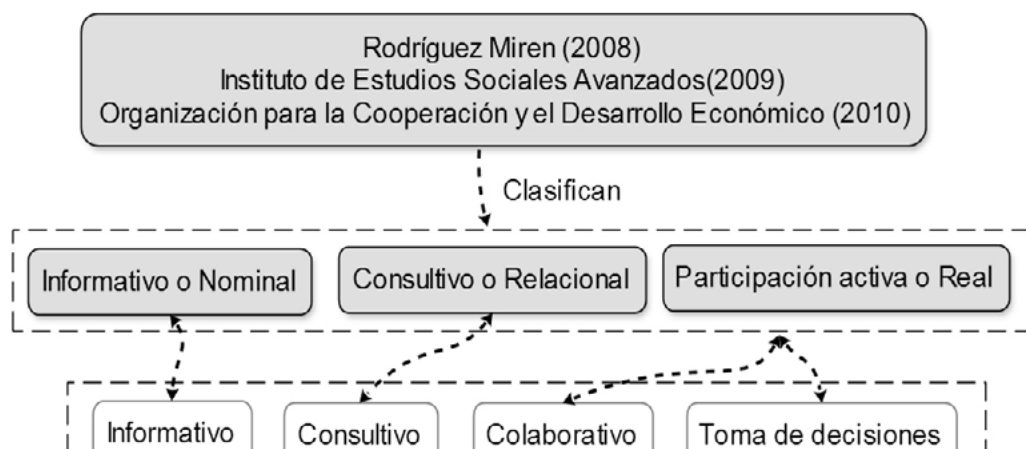 Rodríguez Miren (2008)
Instituto de Estudios Sociales Avanzados(2009)
Organización para la Cooperación y el Desarrollo Económico (2010)
Clasifican
Informativo o Nominal
Consultivo o Relacional
Participación activa o Real
Informativo
Consultivo
Colaborativo
Toma de decisiones